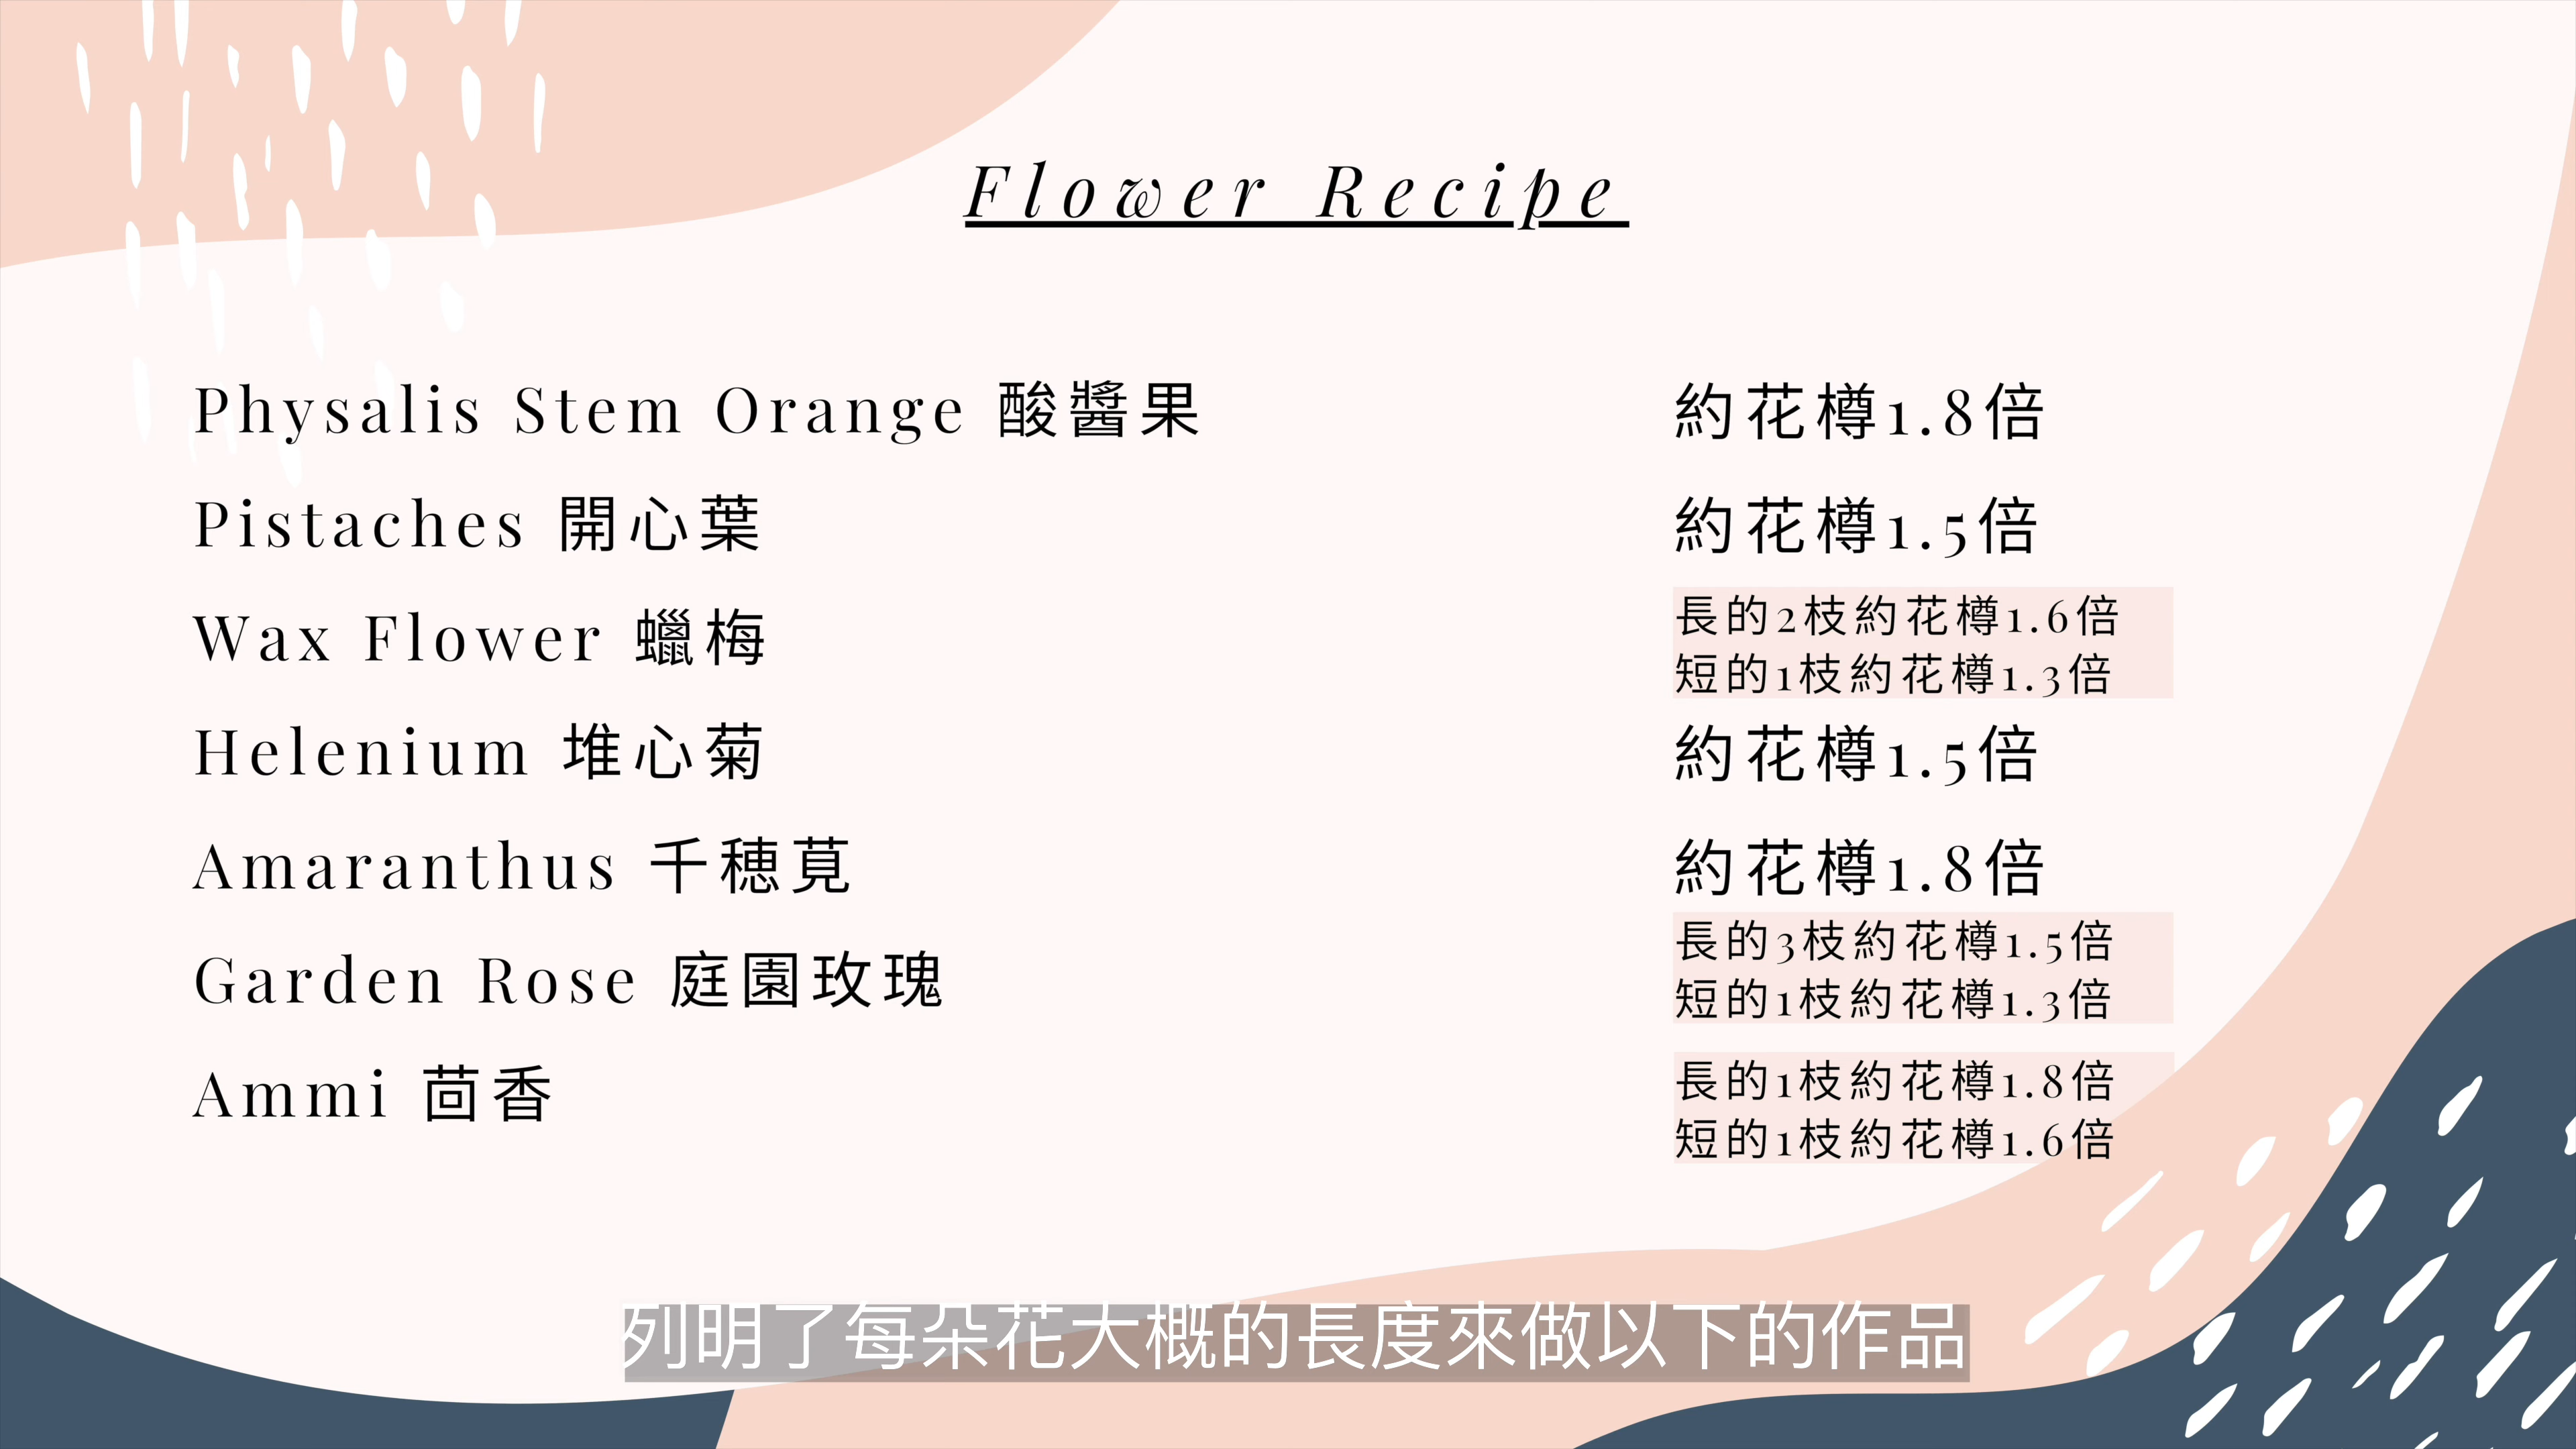 Flower Recipe
Physalis Stem Orange 酸醬果 約花樽1.8倍
Pistaches 開心葉 約花樽1.5倍
Wax Flower 蠟梅
長的2枝約花樽1.6倍
短的1枝約花樽1.3倍
Helenium 堆心菊 約花樽1.5倍
Amaranthus 千穗莧 約花樽1.8倍
Garden Rose 庭園玫瑰
長的3枝約花樽1.5倍
短的1枝約花樽1.3倍
Ammi 茴香
長的1枝約花樽1.8倍
短的1枝約花樽1.6倍
列明了每朵花大概的長度來做以下的作品